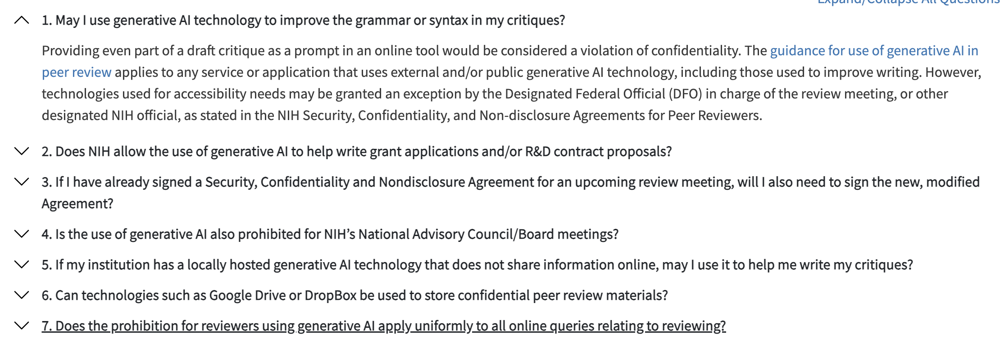 Expand/Collapse All Questions
1. May I use generative AI technology to improve the grammar or syntax in my critiques?
Providing even part of a draft critique as a prompt in an online tool would be considered a violation of confidentiality. The guidance for use of generative AI in
peer review applies to any service or application that uses external and/or public generative AI technology, including those used to improve writing. However,
technologies used for accessibility needs may be granted an exception by the Designated Federal Official (DFO) in charge of the review meeting, or other
designated NIH official, as stated in the NIH Security, Confidentiality, and Non-disclosure Agreements for Peer Reviewers.
2. Does NIH allow the use of generative AI to help write grant applications and/or R&D contract proposals?
3. If I have already signed a Security, Confidentiality and Nondisclosure Agreement for an upcoming review meeting, will I also need to sign the new, modified
Agreement?
4. Is the use of generative AI also prohibited for NIH’s National Advisory Council/Board meetings?
5. If my institution has a locally hosted generative AI technology that does not share information online, may I use it to help me write my critiques?
6. Can technologies such as Google Drive or DropBox be used to store confidential peer review materials?
7. Does the prohibition for reviewers using generative AI apply uniformly to all online queries relating to reviewing?